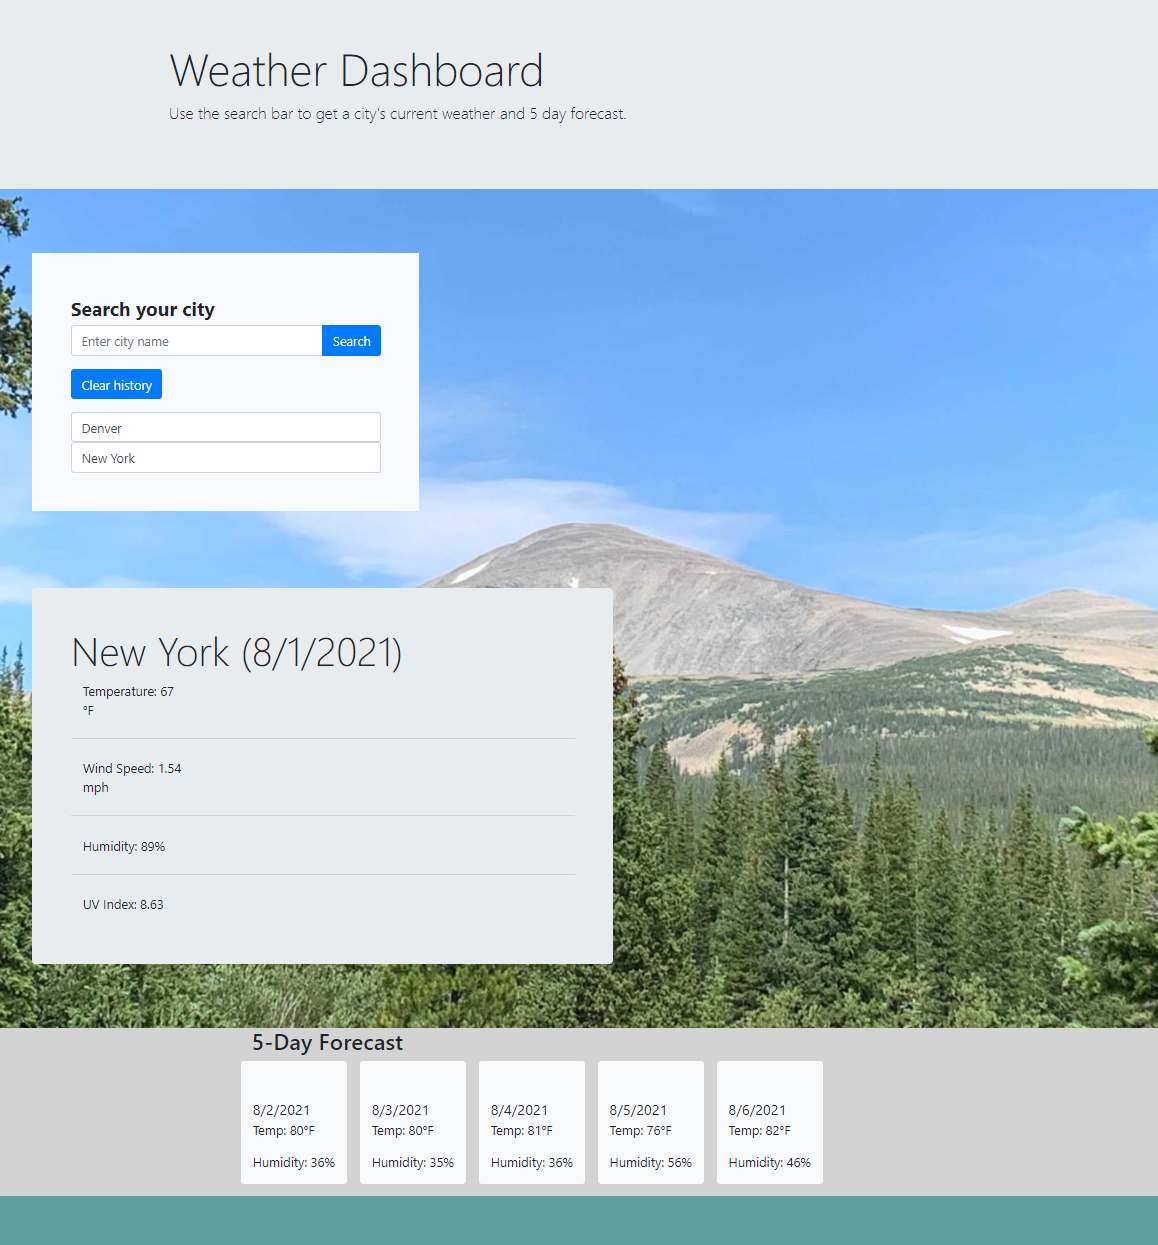 Weather Dashboard
Use the search bar to get a city's current weather and 5 day forecast.
Search your city
Enter city name
Search
Clear history
Denver
New York
New York (8/1/2021)
Temperature: 67
°F
Wind Speed: 1.54
mph
Humidity: 89%
UV Index: 8.63
5-Day Forecast
8/2/2021
Temp: 80°F
Humidity: 36%
8/3/2021
Temp: 80°F
Humidity: 35%
8/4/2021
Temp: 81°F
Humidity: 36%
8/5/2021
Temp: 76°F
Humidity: 56%
8/6/2021
Temp: 82°F
Humidity: 46%